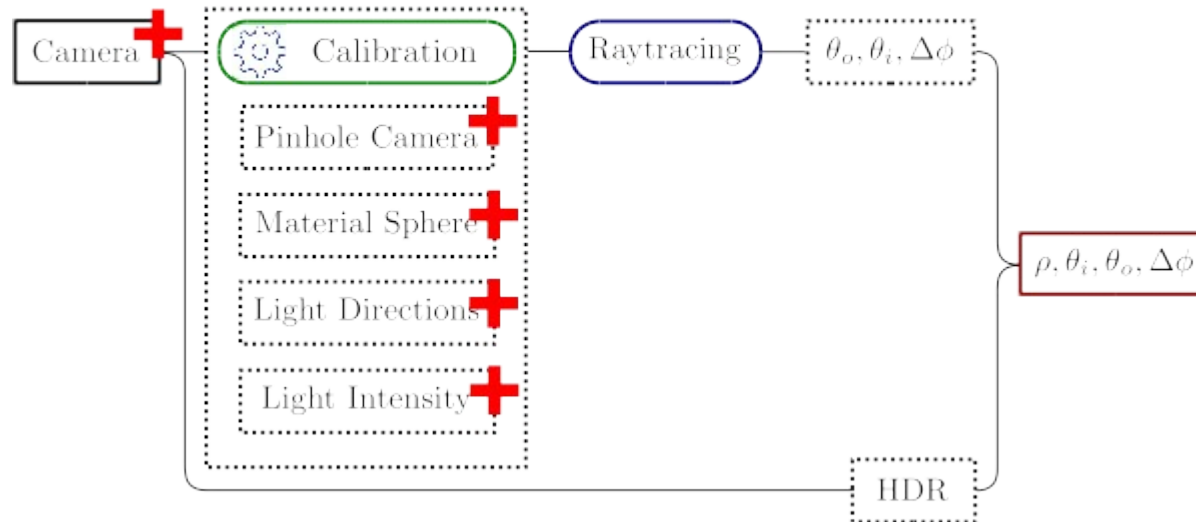 Camera
Calibration
Raytracing
θ_o, θ_i, Δϕ
Pinhole Camera
Material Sphere
Light Directions
Light Intensity
ρ, θ_i, θ_o, Δϕ
HDR